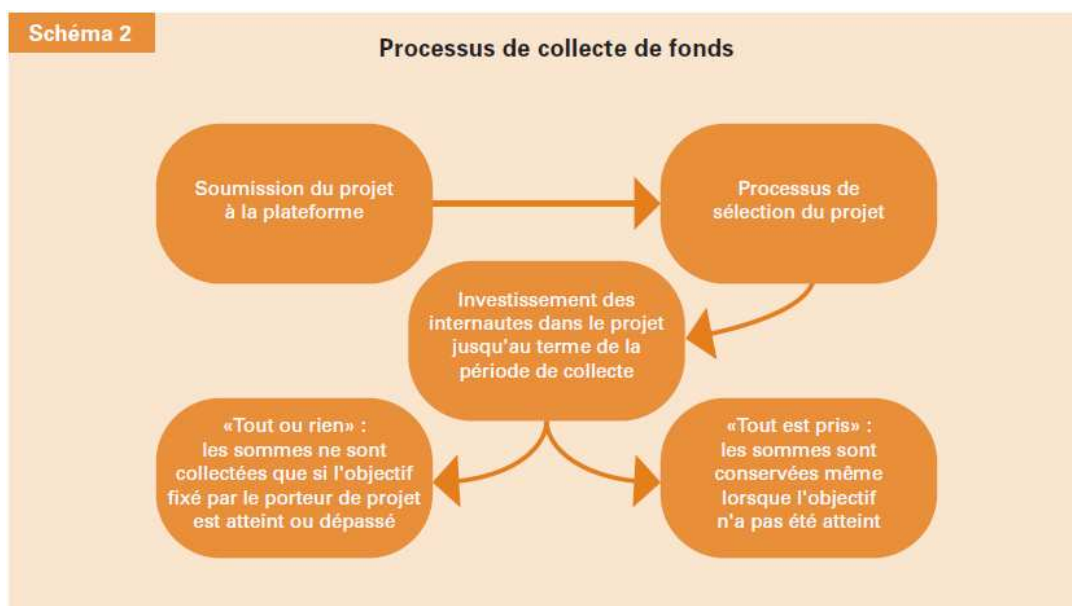 Schéma 2
Processus de collecte de fonds
Soumission du projet
à la plateforme
Processus de
sélection du projet
Investissement des
internautes dans le projet
jusqu'au terme de la
période de collecte
«Tout ou rien» :
les sommes ne sont
collectées que si l'objectif
fixé par le porteur de projet
est atteint ou dépassé
«Tout est pris» :
les sommes sont
conservées même
lorsque l'objectif
n'a pas été atteint